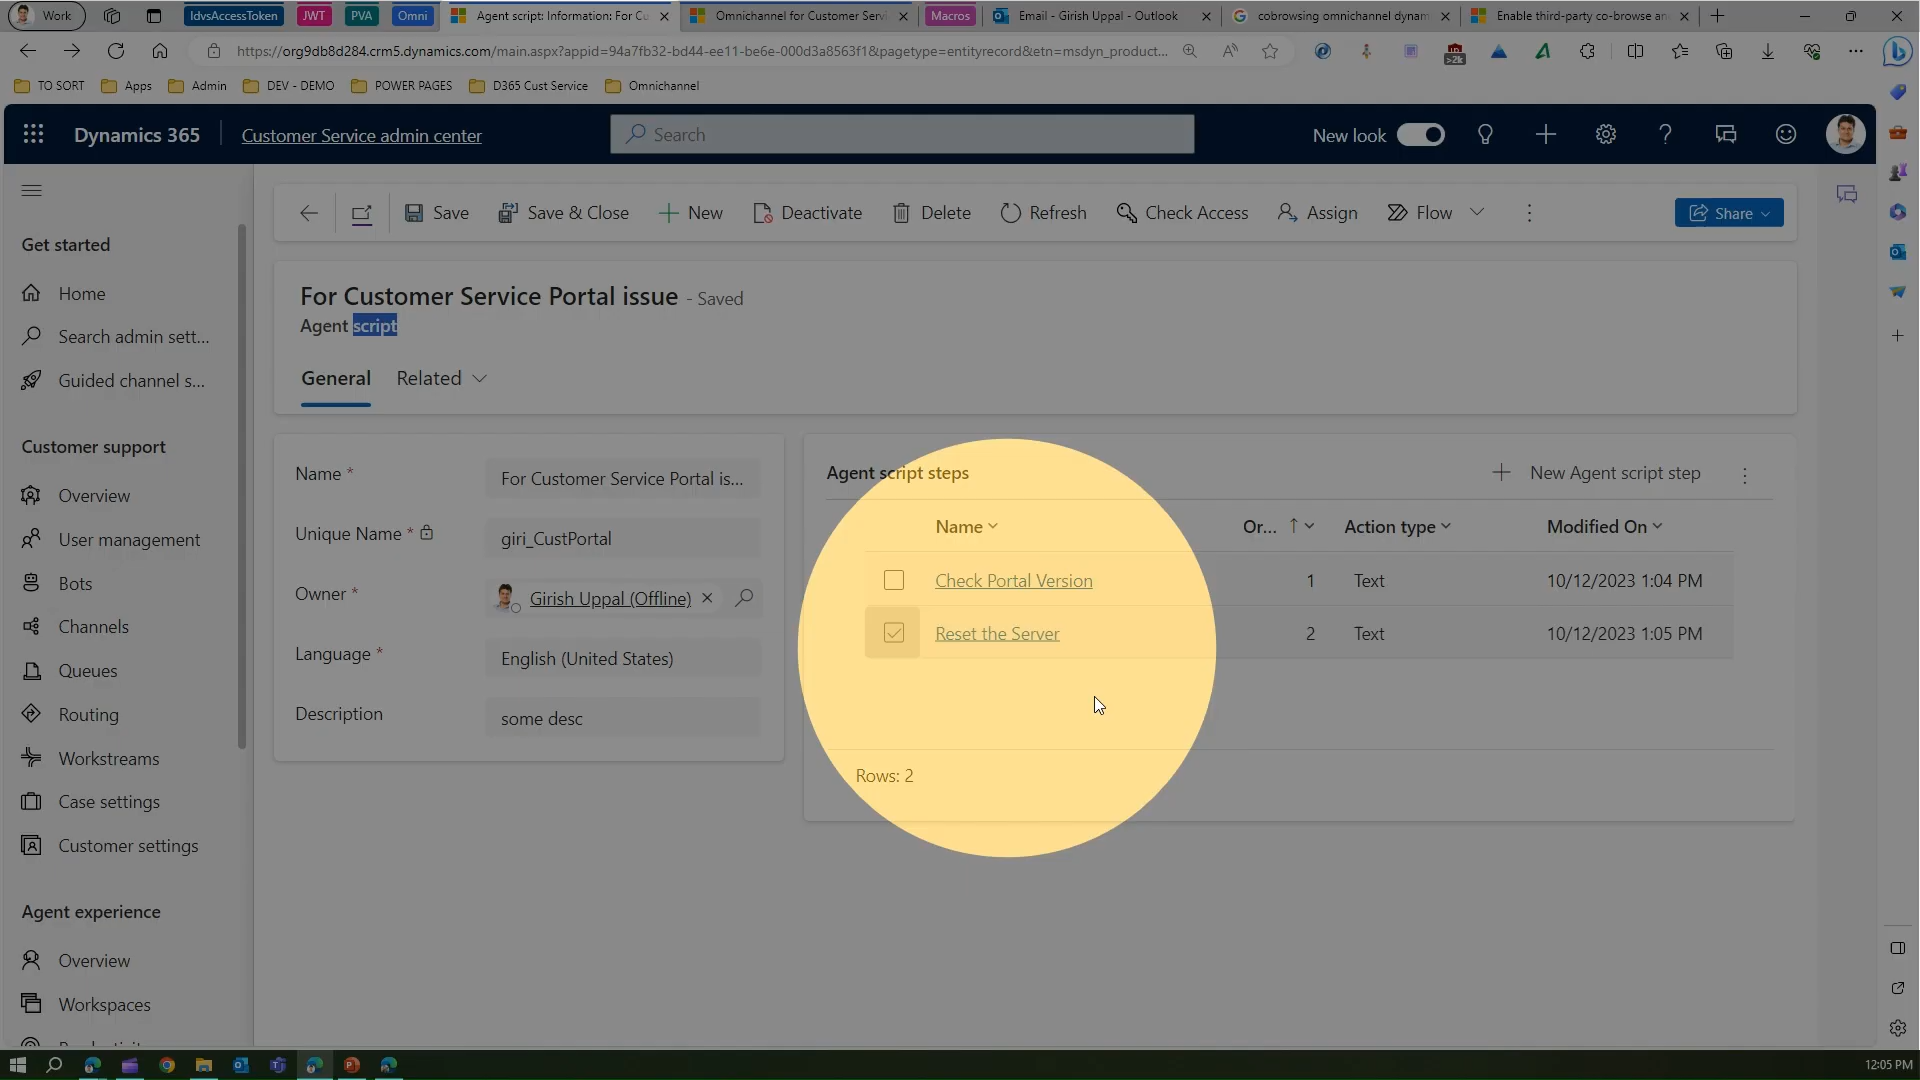 Work
IdvsAccessToken
JWT
PVA
Omni
Agent script: Information: For Cu
Omnichannel for Customer Servi
Macros
Email - Girish Uppal - Outlook
cobrowsing omnichannel dynam
Enable third-party co-browse an
https://org9db8d284.crm5.dynamics.com/main.aspx?appid=94a7fb32-bd44-ee11-be6e-000d3a8563f1&pagetype=entityrecord&etn=msdyn_product...
>2k
TO SORT
Apps
Admin
DEV - DEMO
POWER PAGES
D365 Cust Service
Omnichannel
Dynamics 365
Customer Service admin center
Search
New look
Save
Save & Close
New
Deactivate
Delete
Refresh
Check Access
Assign
Flow
Share
Get started
Home
Search admin sett...
Guided channel s...
Customer support
Overview
User management
Bots
Channels
Queues
Routing
Workstreams
Case settings
Customer settings
Agent experience
Overview
Workspaces
For Customer Service Portal issue - Saved
Agent script
General
Related
Name *
For Customer Service Portal is...
Unique Name *
giri_CustPortal
Owner *
Girish Uppal (Offline)
Language *
English (United States)
Description
some desc
Agent script steps
New Agent script step
Name
Or...
Action type
Modified On
Check Portal Version
1
Text
10/12/2023 1:04 PM
Reset the Server
2
Text
10/12/2023 1:05 PM
Rows: 2
12:05 PM